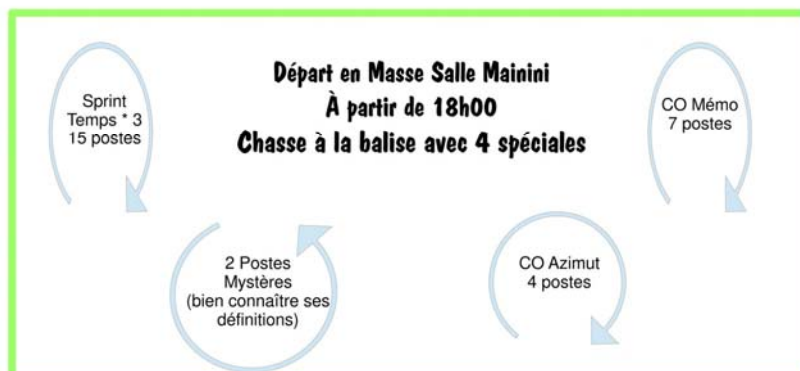 Départ en Masse Salle Mainini
À partir de 18h00
Chasse à la balise avec 4 spéciales
Sprint
Temps * 3
15 postes
CO Mémo
7 postes
2 Postes
Mystères
(bien connaître ses
définitions)
CO Azimut
4 postes